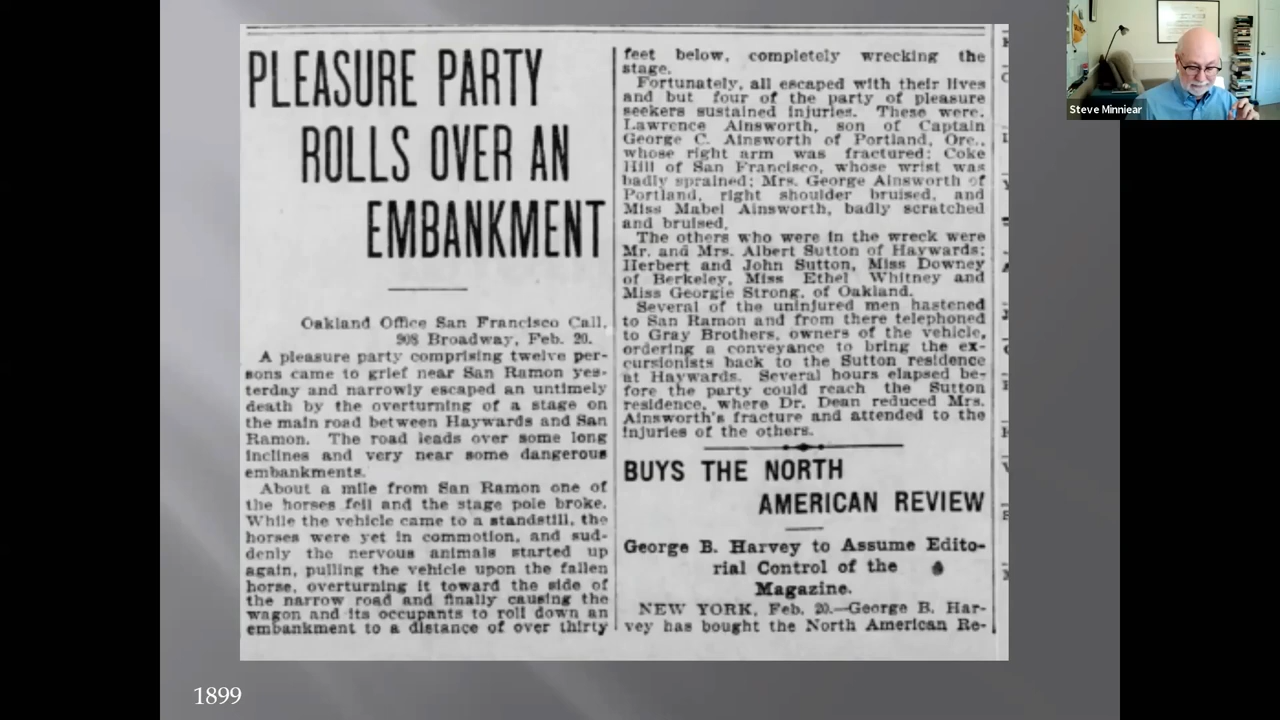 PLEASURE PARTY
ROLLS OVER AN
EMBANKMENT
Oakland Office San Francisco Call,
908 Broadway, Feb. 20.
A pleasure party comprising twelve per-
sons came to grief near San Ramon yes-
terday and narrowly escaped an untimely
death by the overturning of a stage on
the main road between Haywards and San
Ramon. The road leads over some long
inclines and very near some dangerous
embankments.
About a mile from San Ramon one of
the horses fell and the stage pole broke.
While the vehicle came to a standstill, the
horses were yet in commotion, and sud-
denly the nervous animals started up
again, pulling the vehicle upon the fallen
horse, overturning it toward the side of
the narrow road and finally causing the
wagon and its occupants to roll down an
embankment to a distance of over thirty
feet below, completely wrecking the
stage.
Fortunately, all escaped with their lives
and but four of the party of pleasure
seekers sustained injuries. These were.
Lawrence Ainsworth, son of Captain
George C. Ainsworth of Portland, Ore.,
whose right arm was fractured; Coke
Hill of San Francisco, whose wrist was
badly sprained; Mrs. George Ainsworth of
Portland, right shoulder bruised, and
Miss Mabel Ainsworth, badly scratched
and bruised.
The others who were in the wreck were
Mr. and Mrs. Albert Sutton of Haywards;
Herbert and John Sutton, Miss Downey
of Berkeley, Miss Ethel Whitney and
Miss Georgie Strong, of Oakland.
Several of the uninjured men hastened
to San Ramon and from there telephoned
to Gray Brothers, owners of the vehicle,
ordering a conveyance to bring the ex-
cursionists back to the Sutton residence
at Haywards. Several hours elapsed be-
fore the party could reach the Sutton
residence, where Dr. Dean reduced Mrs.
Ainsworth's fracture and attended to the
injuries of the others.
BUYS THE NORTH
AMERICAN REVIEW
George B. Harvey to Assume Edito-
rial Control of the
Magazine.
NEW YORK, Feb. 20.—George B. Har-
vey has bought the North American Re-
1899
Steve Minniear